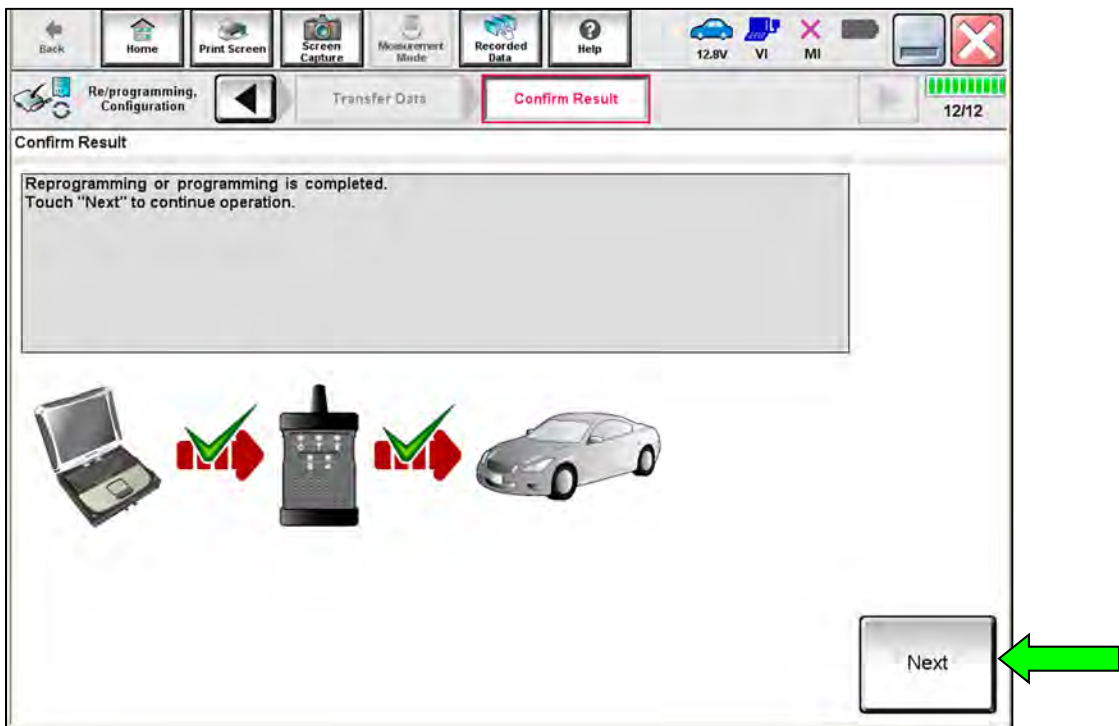 Back
Home
Print Screen
Screen
Capture
Measurement
Mode
Recorded
Data
Help
12.8V
VI
MI
Re/programming,
Configuration
Transfer Data
Confirm Result
12/12
Confirm Result
Reprogramming or programming is completed.
Touch "Next" to continue operation.
Next